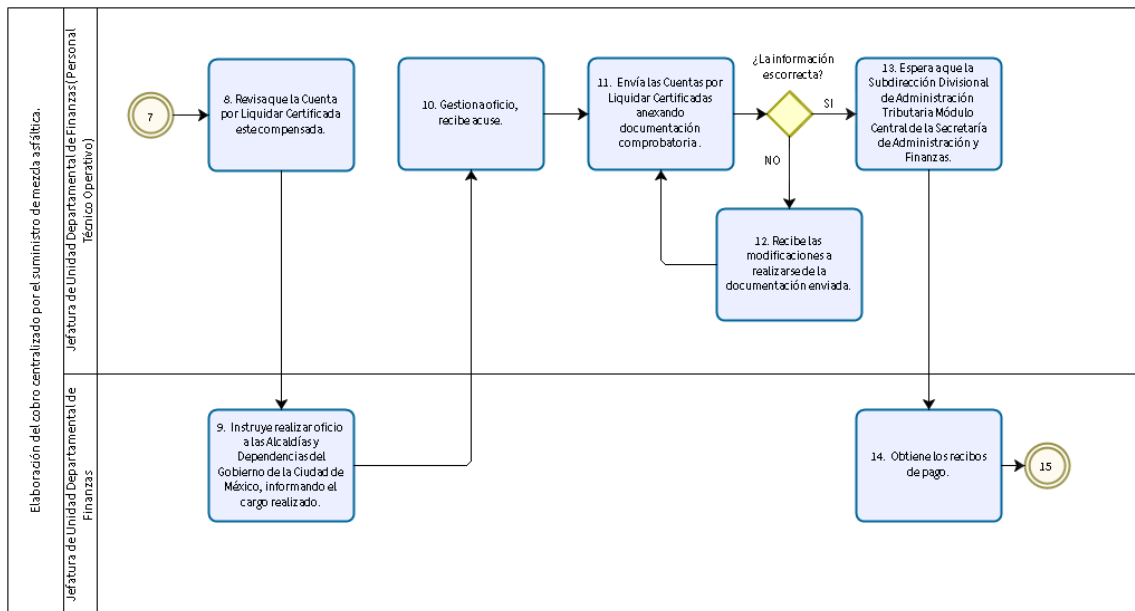 Elaboración del cobro centralizado por el suministro de mezcla asfáltica.
Jefatura de Unidad Departamental de Finanzas (Personal
Técnico Operativo)
7
8. Revisa que la Cuenta
por Liquidar Certificada
este compensada.
10. Gestiona oficio,
recibe acuse.
11. Envía las Cuentas por
Liquidar Certificadas
anexando
documentación
comprobatoria .
¿La información
es correcta?
SI
NO
13. Espera a que la
Subdirección Divisional
de Administración
Tributaria Módulo
Central de la Secretaría
de Administración y
Finanzas.
12. Recibe las
modificaciones a
realizarse de la
documentación enviada.
Jefatura de Unidad Departamental de
Finanzas
9. Instruye realizar oficio
a las Alcaldías y
Dependencias del
Gobierno de la Ciudad de
México, informando el
cargo realizado.
14. Obtiene los recibos
de pago.
15